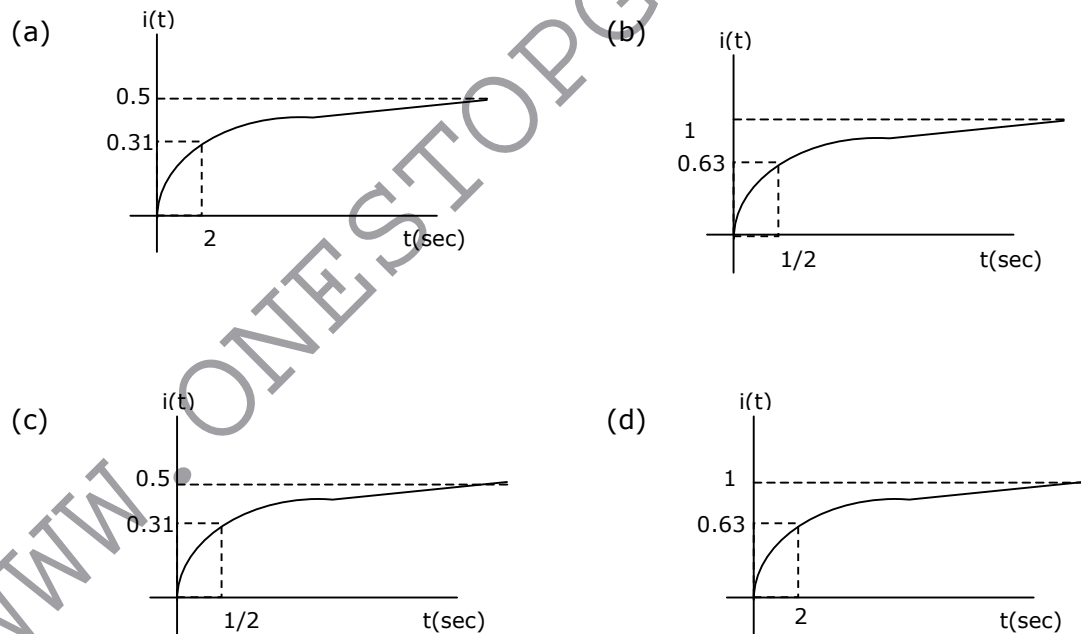 (a)
i(t)
0.5
0.31
2
t(sec)
(b)
i(t)
1
0.63
1/2
t(sec)
(c)
i(t)
0.5
0.31
1/2
t(sec)
(d)
i(t)
1
0.63
2
t(sec)
WWW.ONESTOPG